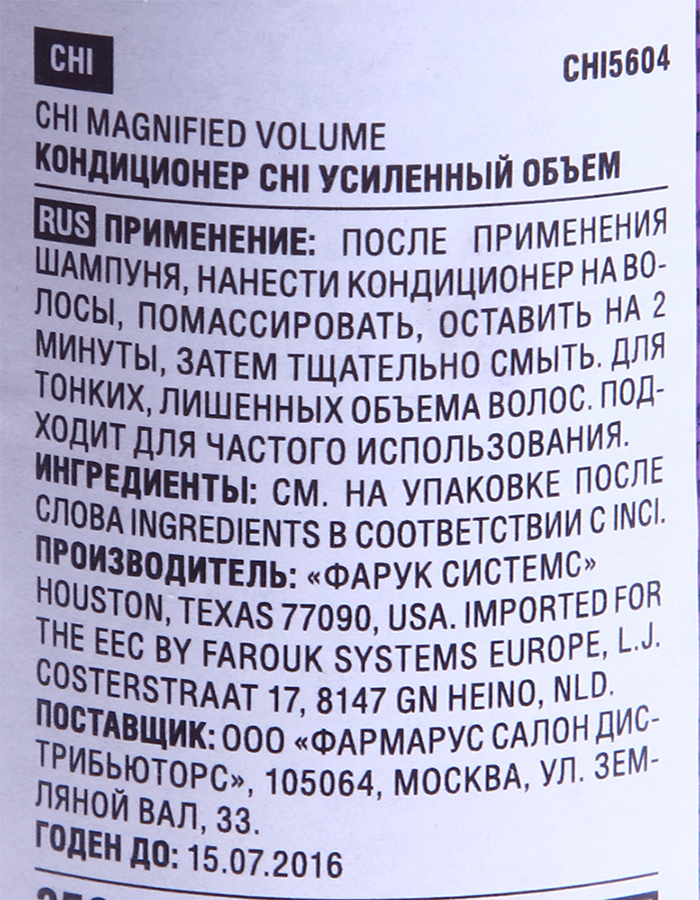 CHI
CHI5604
CHI MAGNIFIED VOLUME
КОНДИЦИОНЕР CHI УСИЛЕННЫЙ ОБЪЕМ
RUS ПРИМЕНЕНИЕ: ПОСЛЕ ПРИМЕНЕНИЯ
ШАМПУНЯ, НАНЕСТИ КОНДИЦИОНЕР НА ВО-
ЛОСЫ, ПОМАССИРОВАТЬ, ОСТАВИТЬ НА 2
МИНУТЫ, ЗАТЕМ ТЩАТЕЛЬНО СМЫТЬ. ДЛЯ
ТОНКИХ, ЛИШЕННЫХ ОБЪЕМА ВОЛОС. ПОД-
ХОДИТ ДЛЯ ЧАСТОГО ИСПОЛЬЗОВАНИЯ.
ИНГРЕДИЕНТЫ: СМ. НА УПАКОВКЕ ПОСЛЕ
СЛОВА INGREDIENTS В СООТВЕТСТВИИ С INCI.
ПРОИЗВОДИТЕЛЬ: «ФАРУК СИСТЕМС»
HOUSTON, TEXAS 77090, USA. IMPORTED FOR
THE EEC BY FAROUK SYSTEMS EUROPE, L.J.
COSTERSTRAAT 17, 8147 GN HEINO, NLD.
ПОСТАВЩИК: ООО «ФАРМАРУС САЛОН ДИС-
ТРИБЬЮТОРС», 105064, МОСКВА, УЛ. ЗЕМ-
ЛЯНОЙ ВАЛ, 33.
ГОДЕН ДО: 15.07.2016